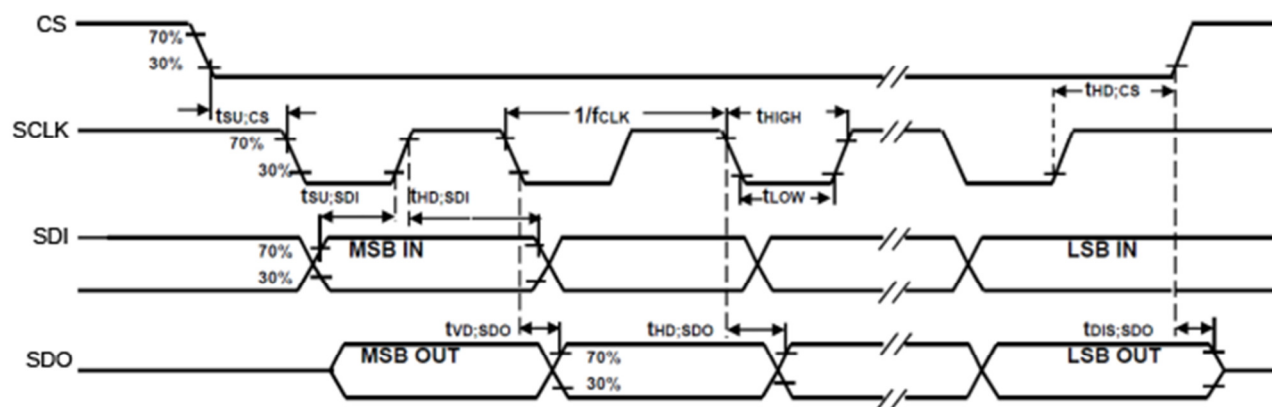 CS
70%
30%
tHD;CS
tSU;CS
1/fCLK
tHIGH
SCLK
70%
30%
tSU;SDI
tHD;SDI
tLOW
SDI
70%
MSB IN
LSB IN
30%
tVD;SDO
tHD;SDO
tDIS;SDO
SDO
MSB OUT
70%
LSB OUT
30%